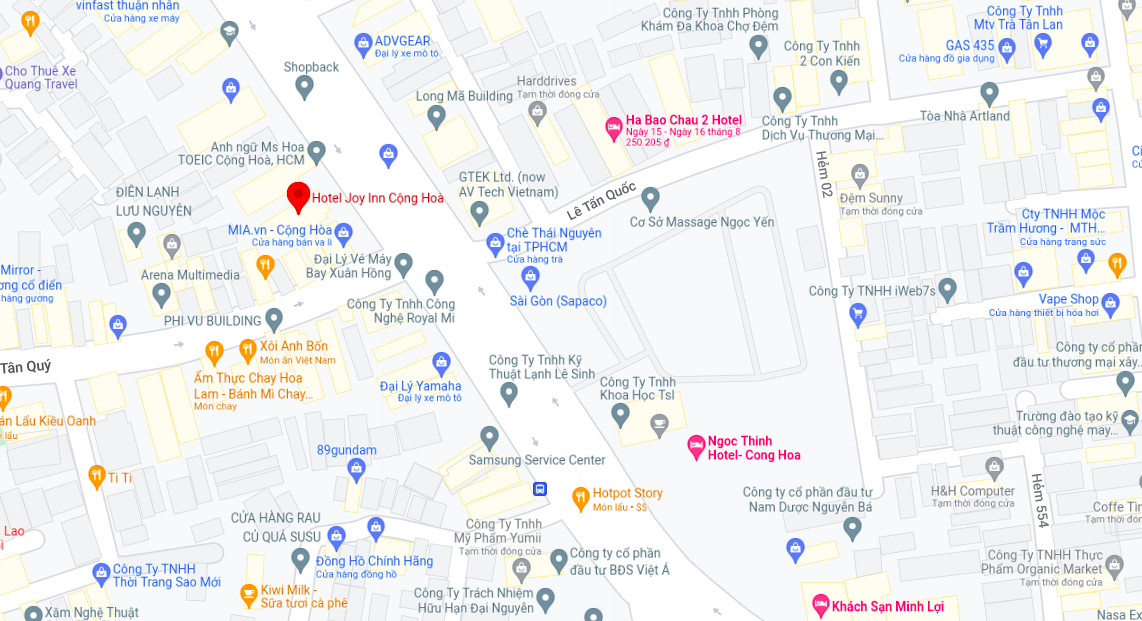 vinfast thuận nhân
Cửa hàng xe máy
ADVGEAR
Đại lý xe mô tô
Công Ty Tnhh Phòng
Khám Đa Khoa Chợ Đệm
Công Ty Tnhh
Mtv Trà Tân Lan
GAS 435
Cửa hàng đồ gia dụng
Công Ty Tnhh
2 Con Kiến
Cho Thuê Xe
Quang Travel
Shopback
Harddrives
Tạm thời đóng cửa
Long Mã Building
Ha Bao Chau 2 Hotel
Ngày 15 - Ngày 16 tháng 8
250.205 ₫
Công Ty Tnhh
Dịch Vụ Thương Mại...
Tòa Nhà Artland
Anh ngữ Ms Hoa
TOEIC Cộng Hoà, HCM
GTEK Ltd. (now
AV Tech Vietnam)
Lê Tấn Quốc
Hẻm 02
ĐIỆN LẠNH
LƯU NGUYỄN
Hotel Joy Inn Cộng Hoà
Đệm Sunny
Tạm thời đóng cửa
Cơ Sở Massage Ngọc Yến
Cty TNHH Mộc
Trầm Hương - MTH...
Cửa hàng trang sức
MIA.vn - Cộng Hòa
Cửa hàng bán va li
Chè Thái Nguyên
tại TPHCM
Cửa hàng trà
Đại Lý Vé Máy
Bay Xuân Hồng
Mirror -
ơng cổ điển
hàng gương
Arena Multimedia
Công Ty Tnhh Công
Nghệ Royal Mi
Sài Gòn (Sapaco)
Công Ty TNHH iWeb7s
Vape Shop
Cửa hàng thiết bị hóa hơi
PHI VU BUILDING
Xôi Anh Bốn
Món ăn Việt Nam
Tân Quý
Ẩm Thực Chay Hoa
Lam - Bánh Mì Chay...
Món chay
Công Ty Tnhh Kỹ
Thuật Lạnh Lê Sinh
Đại Lý Yamaha
Đại lý xe mô tô
Công Ty Tnhh
Khoa Học Tsl
Công ty cổ phần
đầu tư thương mại xây...
án Lẩu Kiều Oanh
n lẩu
Trường đào tạo kỹ
thuật công nghệ may...
89gundam
Samsung Service Center
Ngoc Thinh
Hotel- Cong Hoa
Ti Ti
Hotpot Story
Món lẩu • $$
Công ty cổ phần đầu tư
Nam Dược Nguyên Bá
H&H Computer
Tạm thời đóng cửa
Hẻm 554
Coffe Tin
Tạm thời đóng cửa
Lao
CỬA HÀNG RAU
CỦ QUẢ SUSU
Công Ty Tnhh
Mỹ Phẩm Yumii
Tạm thời đóng cửa
Đồng Hồ Chính Hãng
Cửa hàng đồng hồ
Công ty cổ phần
đầu tư BĐS Việt Á
Công Ty TNHH Thực
Phẩm Organic Market
Tạm thời đóng cửa
Công Ty TNHH
Thời Trang Sao Mới
Kiwi Milk -
Sữa tươi cà phê
Công Ty Trách Nhiệm
Hữu Hạn Đại Nguyên
Khách Sạn Minh Lợi
Xăm Nghệ Thuật
Nasa Ex